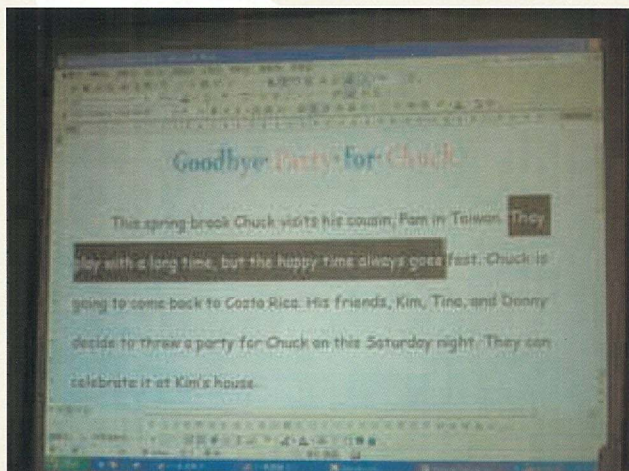 Goodbye Party for Chuck
This spring break Chuck visits his cousin, Pam in Taiwan. They
play with a long time, but the happy time always goes fast. Chuck is
going to come back to Costa Rica. His friends, Kim, Tina, and Danny
decide to throw a party for Chuck on this Saturday night. They can
celebrate it at Kim's house.